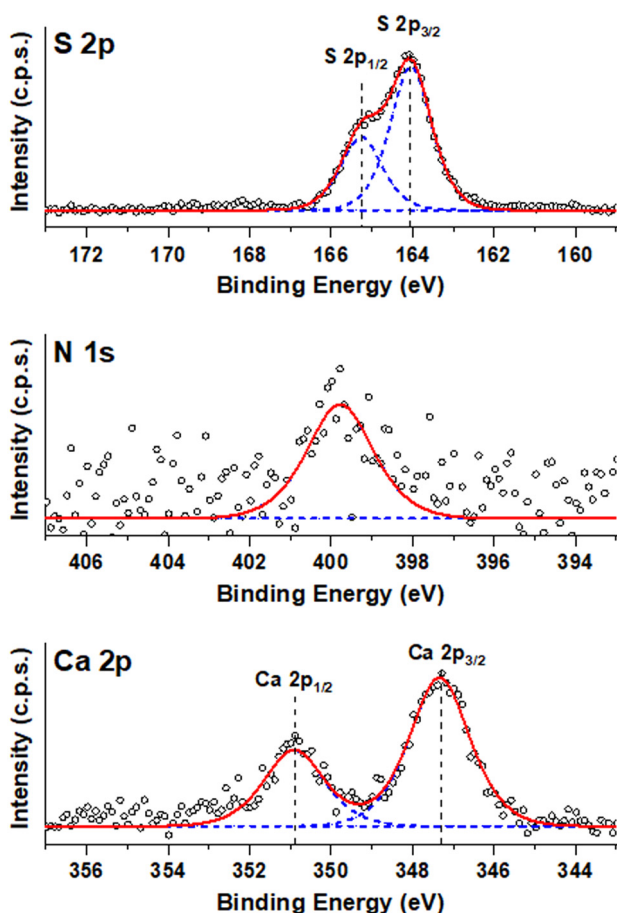 S 2p
S 2p1/2
S 2p3/2
Intensity (c.p.s.)
172 170 168 166 164 162 160
Binding Energy (eV)
N 1s
Intensity (c.p.s.)
406 404 402 400 398 396 394
Binding Energy (eV)
Ca 2p
Ca 2p1/2
Ca 2p3/2
Intensity (c.p.s.)
356 354 352 350 348 346 344
Binding Energy (eV)